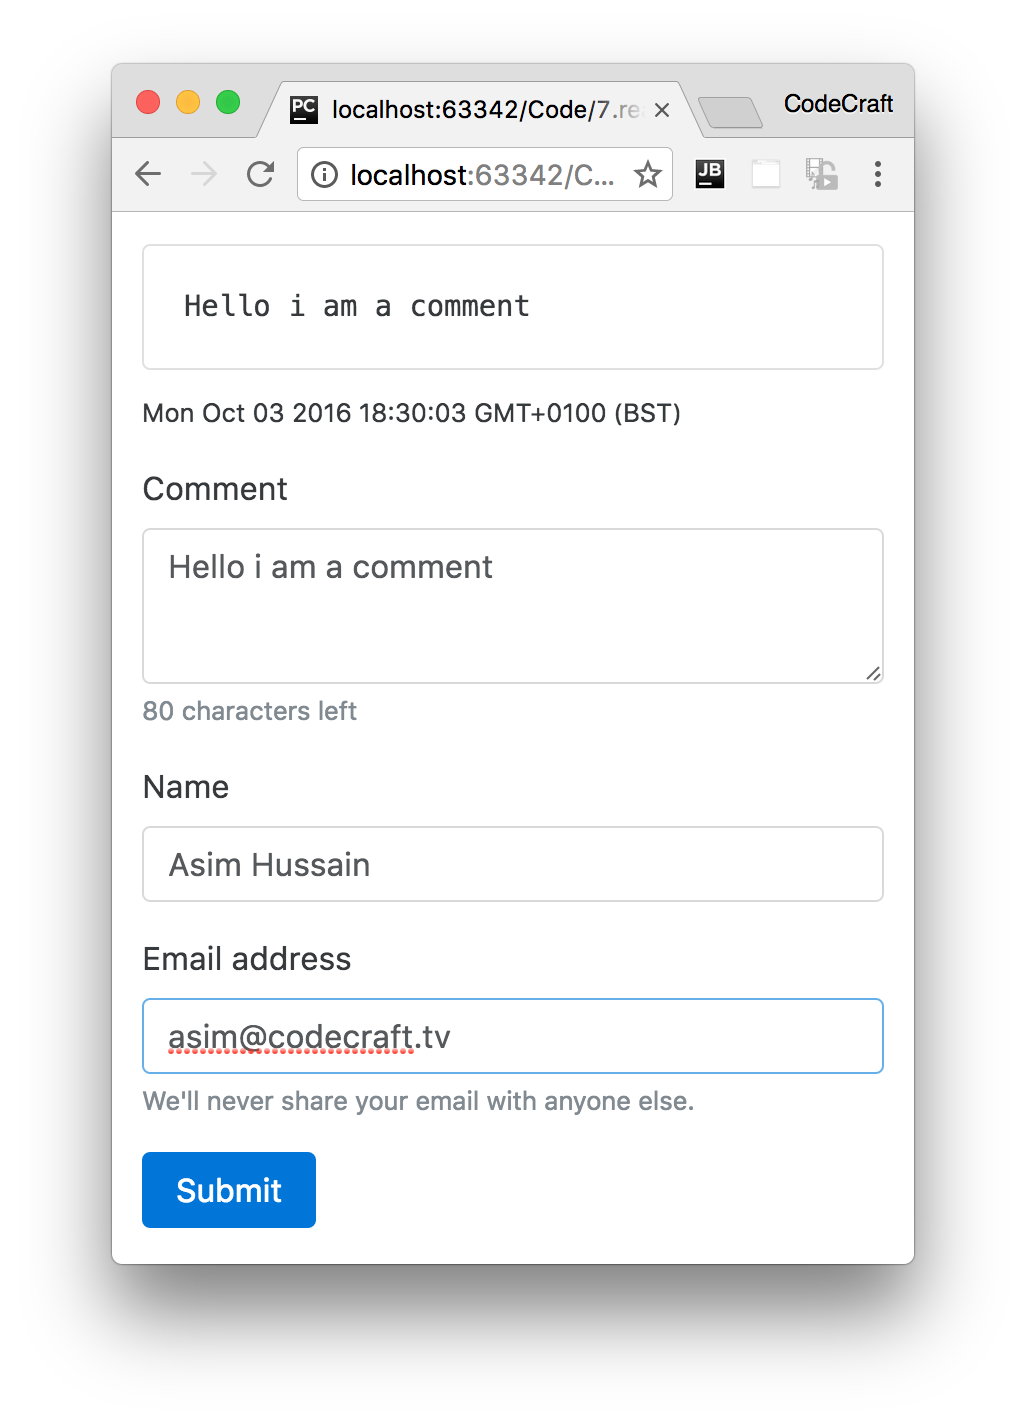 PC
localhost:63342/Code/7.re
CodeCraft
localhost:63342/C...
JB
Hello i am a comment
Mon Oct 03 2016 18:30:03 GMT+0100 (BST)
Comment
Hello i am a comment
80 characters left
Name
Asim Hussain
Email address
asim@codecraft.tv
We'll never share your email with anyone else.
Submit